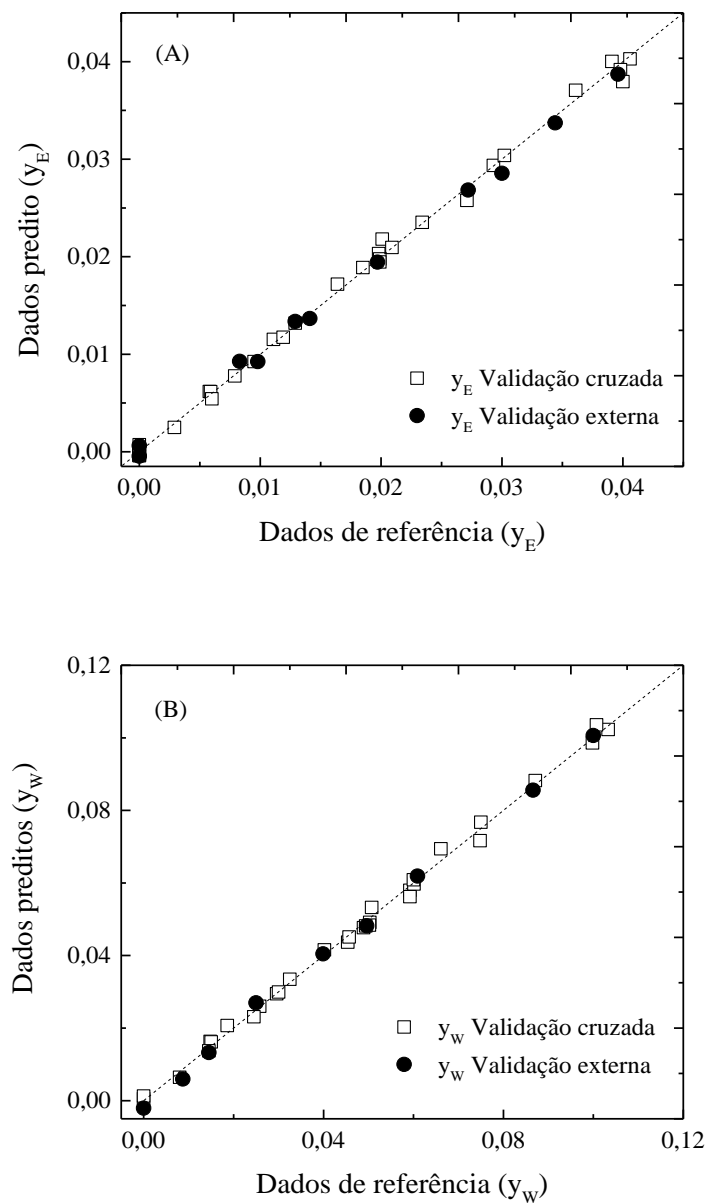 (A)
0,04
0,03
0,02
0,01
0,00
Dados predito (y_E)
y_E Validação cruzada
y_E Validação externa
0,00 0,01 0,02 0,03 0,04
Dados de referência (y_E)
0,12
(B)
0,08
0,04
0,00
Dados preditos (y_W)
y_W Validação cruzada
y_W Validação externa
0,00 0,04 0,08 0,12
Dados de referência (y_W)